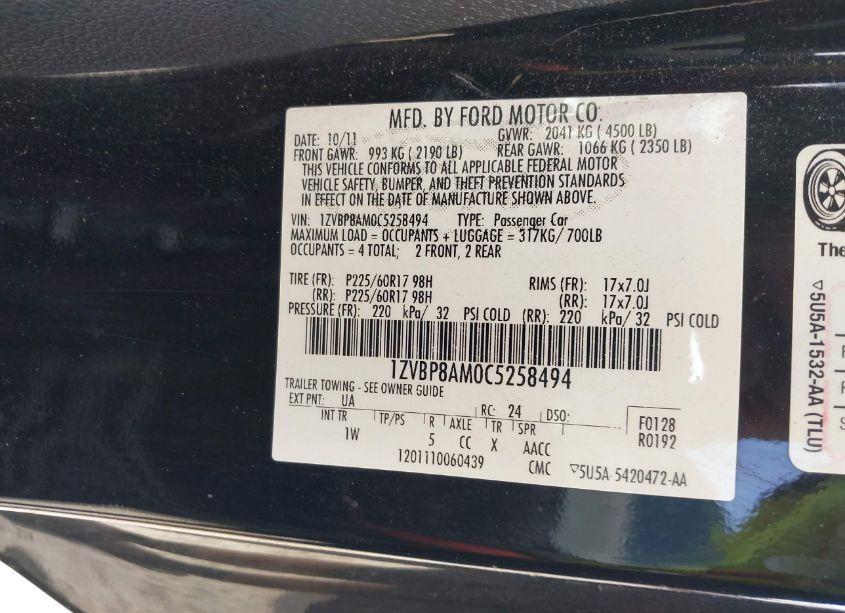 MFD. BY FORD MOTOR CO.
DATE: 10/11 GVWR: 2041 KG ( 4500 LB)
FRONT GAWR: 993 KG ( 2190 LB) REAR GAWR: 1066 KG ( 2350 LB)
THIS VEHICLE CONFORMS TO ALL APPLICABLE FEDERAL MOTOR
VEHICLE SAFETY, BUMPER, AND THEFT PREVENTION STANDARDS
IN EFFECT ON THE DATE OF MANUFACTURE SHOWN ABOVE.
VIN: 1ZVBP8AM0C5258494 TYPE: Passenger Car
MAXIMUM LOAD = OCCUPANTS + LUGGAGE = 317KG/ 700LB
OCCUPANTS = 4 TOTAL; 2 FRONT, 2 REAR
TIRE (FR): P225/60R17 98H RIMS (FR): 17x7.0J
(RR): P225/60R17 98H (RR): 17x7.0J
PRESSURE (FR): 220 kPa/ 32 PSI COLD (RR): 220 kPa/ 32 PSI COLD
1ZVBP8AM0C5258494
TRAILER TOWING - SEE OWNER GUIDE
EXT PNT: UA RC: 24 DSO: F0128
INT TR TP/PS R AXLE TR SPR R0192
1W 5 CC X AACC
1201110060439 CMC ▽5U5A-5420472-AA
The
▽5U5A-1532-AA (TLU)
F
F
S